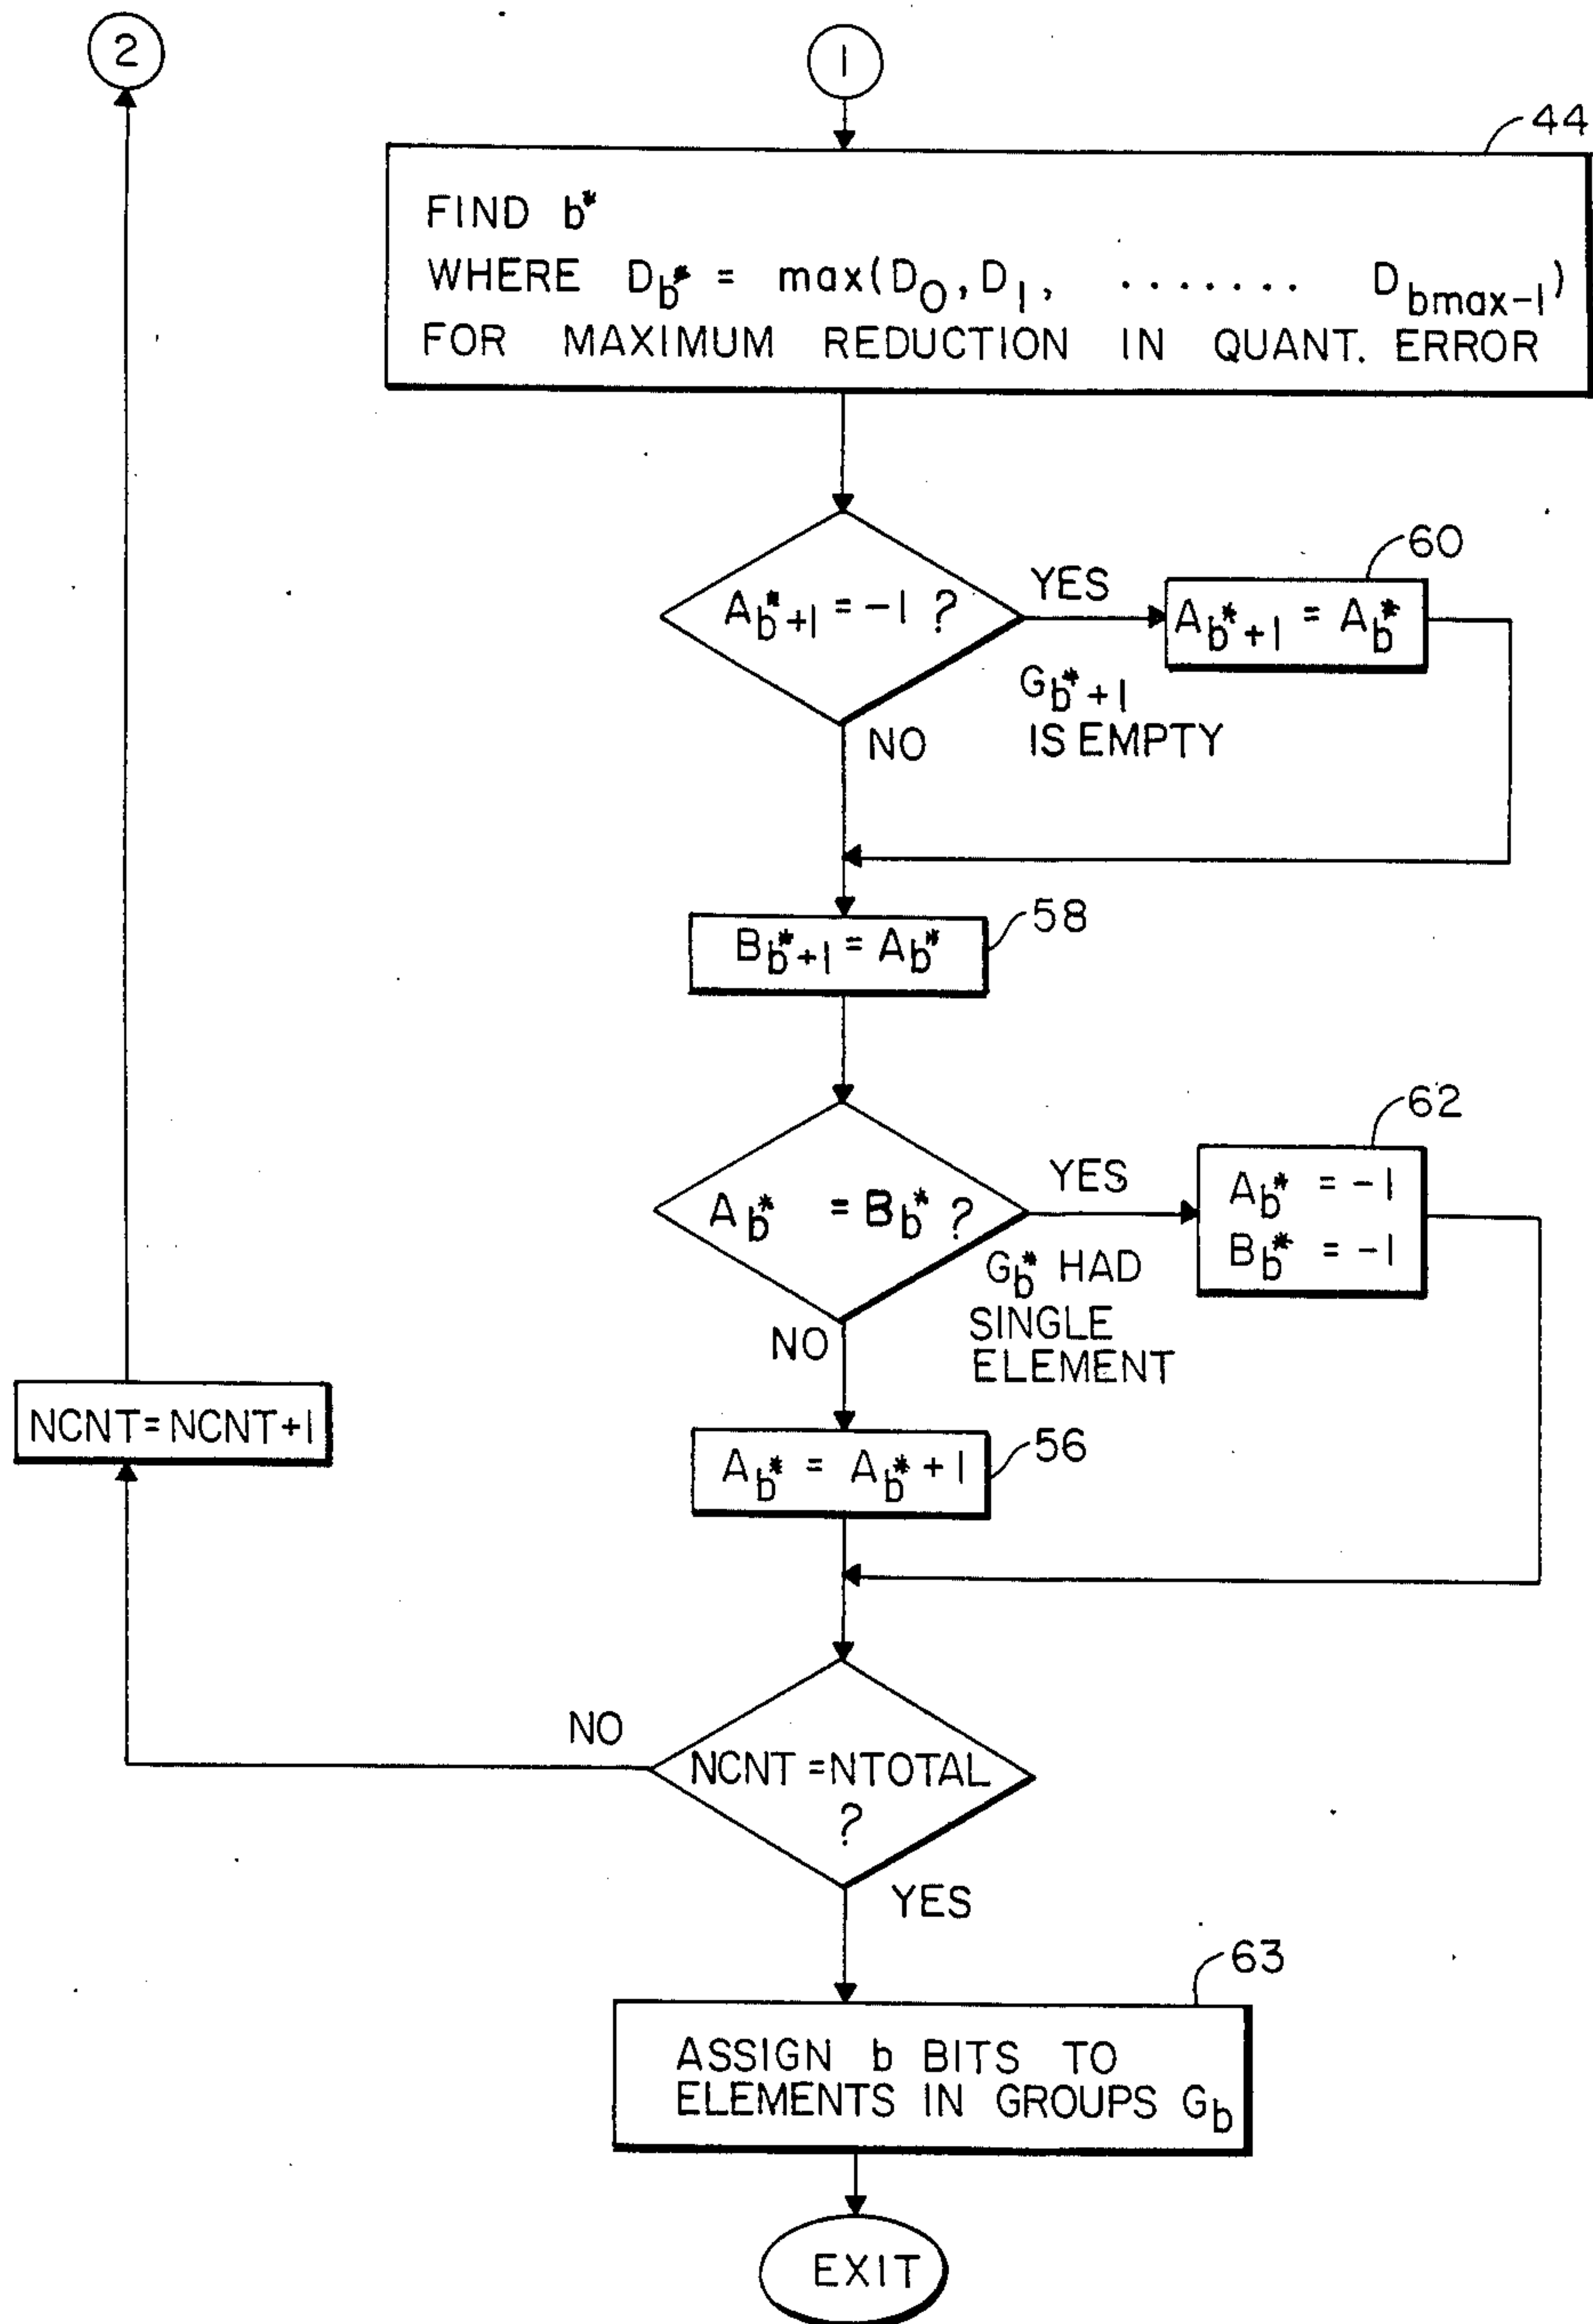 2
1
44
FIND b*
WHERE D_b* = max(D_0, D_1, ....... D_bmax-1)
FOR MAXIMUM REDUCTION IN QUANT. ERROR
A_b*+1 = -1 ?
YES
60
A_b*+1 = A_b*
G_b*+1
IS EMPTY
NO
58
B_b*+1 = A_b*
62
A_b* = B_b* ?
YES
A_b* = -1
B_b* = -1
G_b* HAD
SINGLE
ELEMENT
NO
NCNT=NCNT+1
56
A_b* = A_b* + 1
NO
NCNT=NTOTAL
?
YES
63
ASSIGN b BITS TO
ELEMENTS IN GROUPS G_b
EXIT